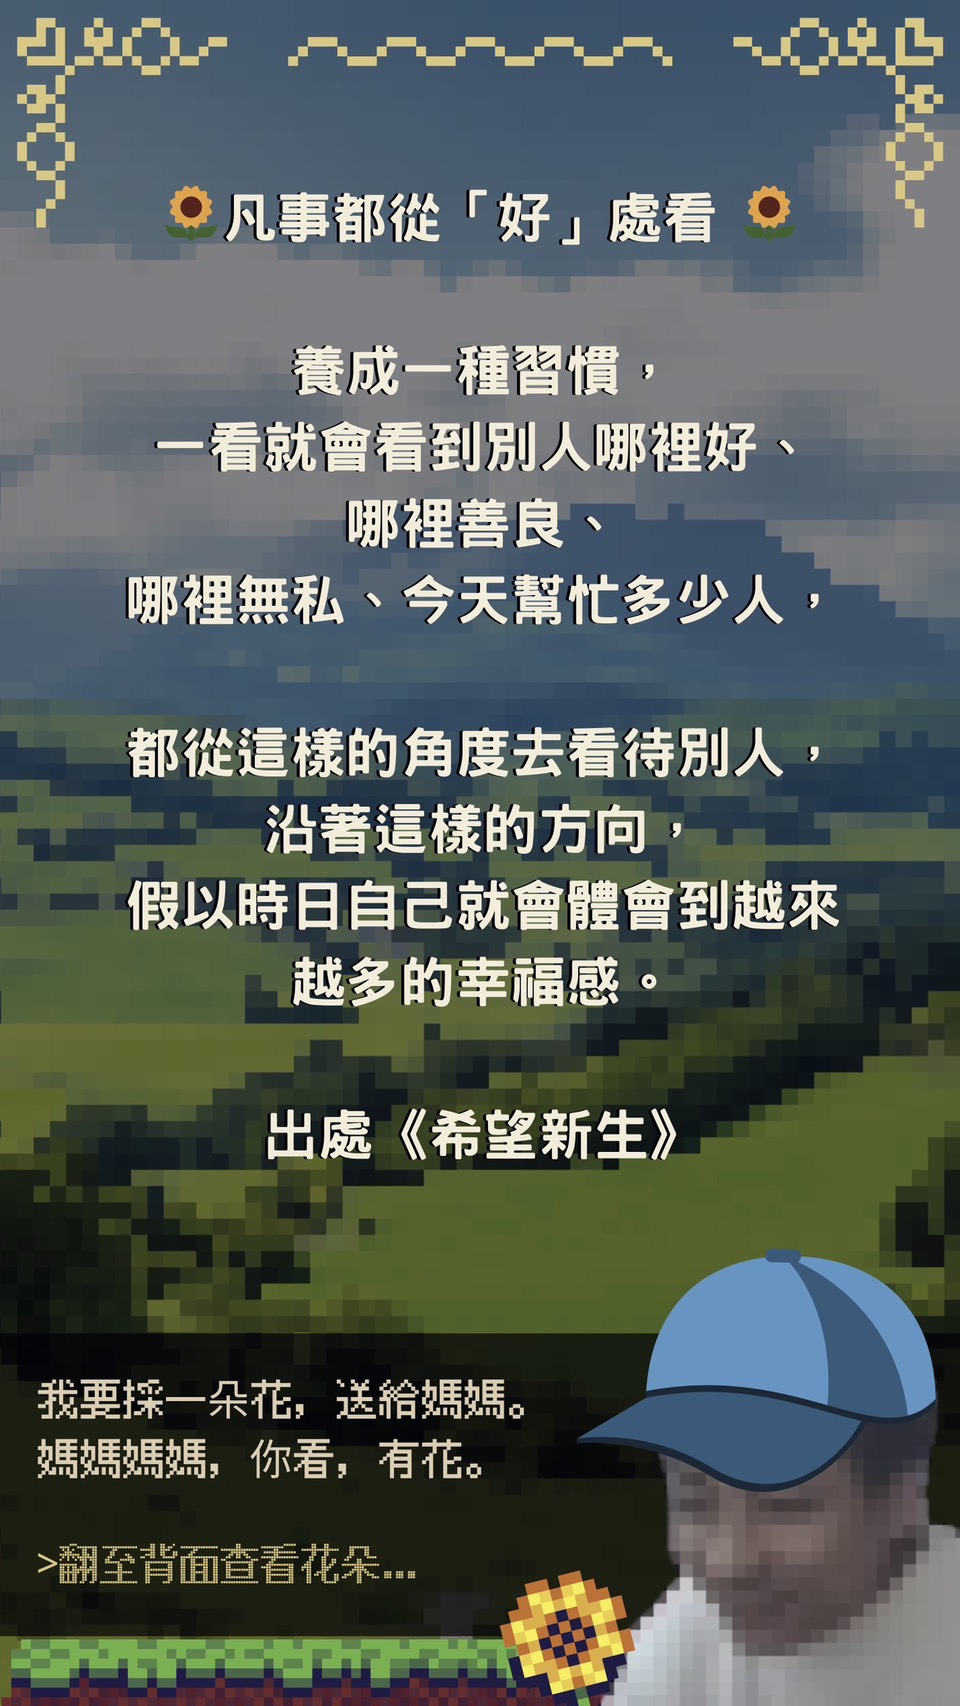 凡事都從「好」處看
養成一種習慣，
一看就會看到別人哪裡好、
哪裡善良、
哪裡無私、今天幫忙多少人，
都從這樣的角度去看待別人，
沿著這樣的方向，
假以時日自己就會體會到越來
越多的幸福感。
出處《希望新生》
我要採一朵花，送給媽媽。
媽媽媽媽，你看，有花。
>翻至背面查看花朵...